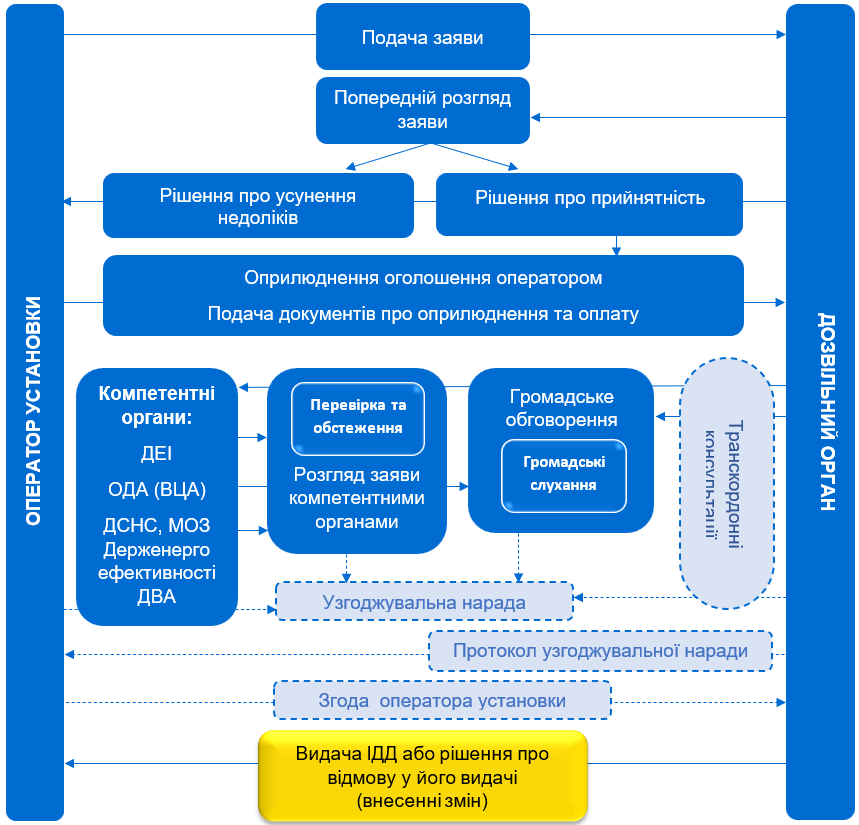 Подача заяви
Попередній розгляд
заяви
Рішення про усунення
недоліків
Рішення про прийнятність
Оприлюднення оголошення оператором
Подача документів про оприлюднення та оплату
ОПЕРАТОР УСТАНОВКИ
ДОЗВІЛЬНИЙ ОРГАН
Компетентні
органи:
ДЕІ
ОДА (ВЦА)
ДСНС, МОЗ
Держенерго
ефективності
ДВА
Перевірка та
обстеження
Розгляд заяви
компетентними
органами
Громадське
обговорення
Громадські
слухання
Транскордонні
консультації
Узгоджувальна нарада
Протокол узгоджувальної наради
Згода оператора установки
Видача ІДД або рішення про
відмову у його видачі
(внесенні змін)